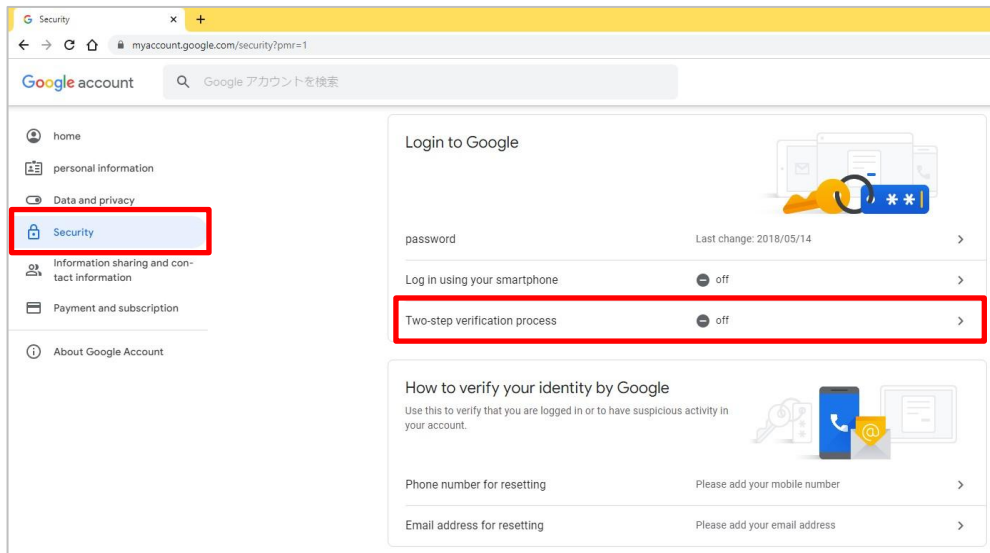 Security
myaccount.google.com/security?pmr=1
Google account
Google アカウントを検索
home
personal information
Data and privacy
Security
Information sharing and con-
tact information
Payment and subscription
About Google Account
Login to Google
**
password Last change: 2018/05/14
Log in using your smartphone off
Two-step verification process off
How to verify your identity by Google
Use this to verify that you are logged in or to have suspicious activity in
your account.
@
Phone number for resetting Please add your mobile number
Email address for resetting Please add your email address